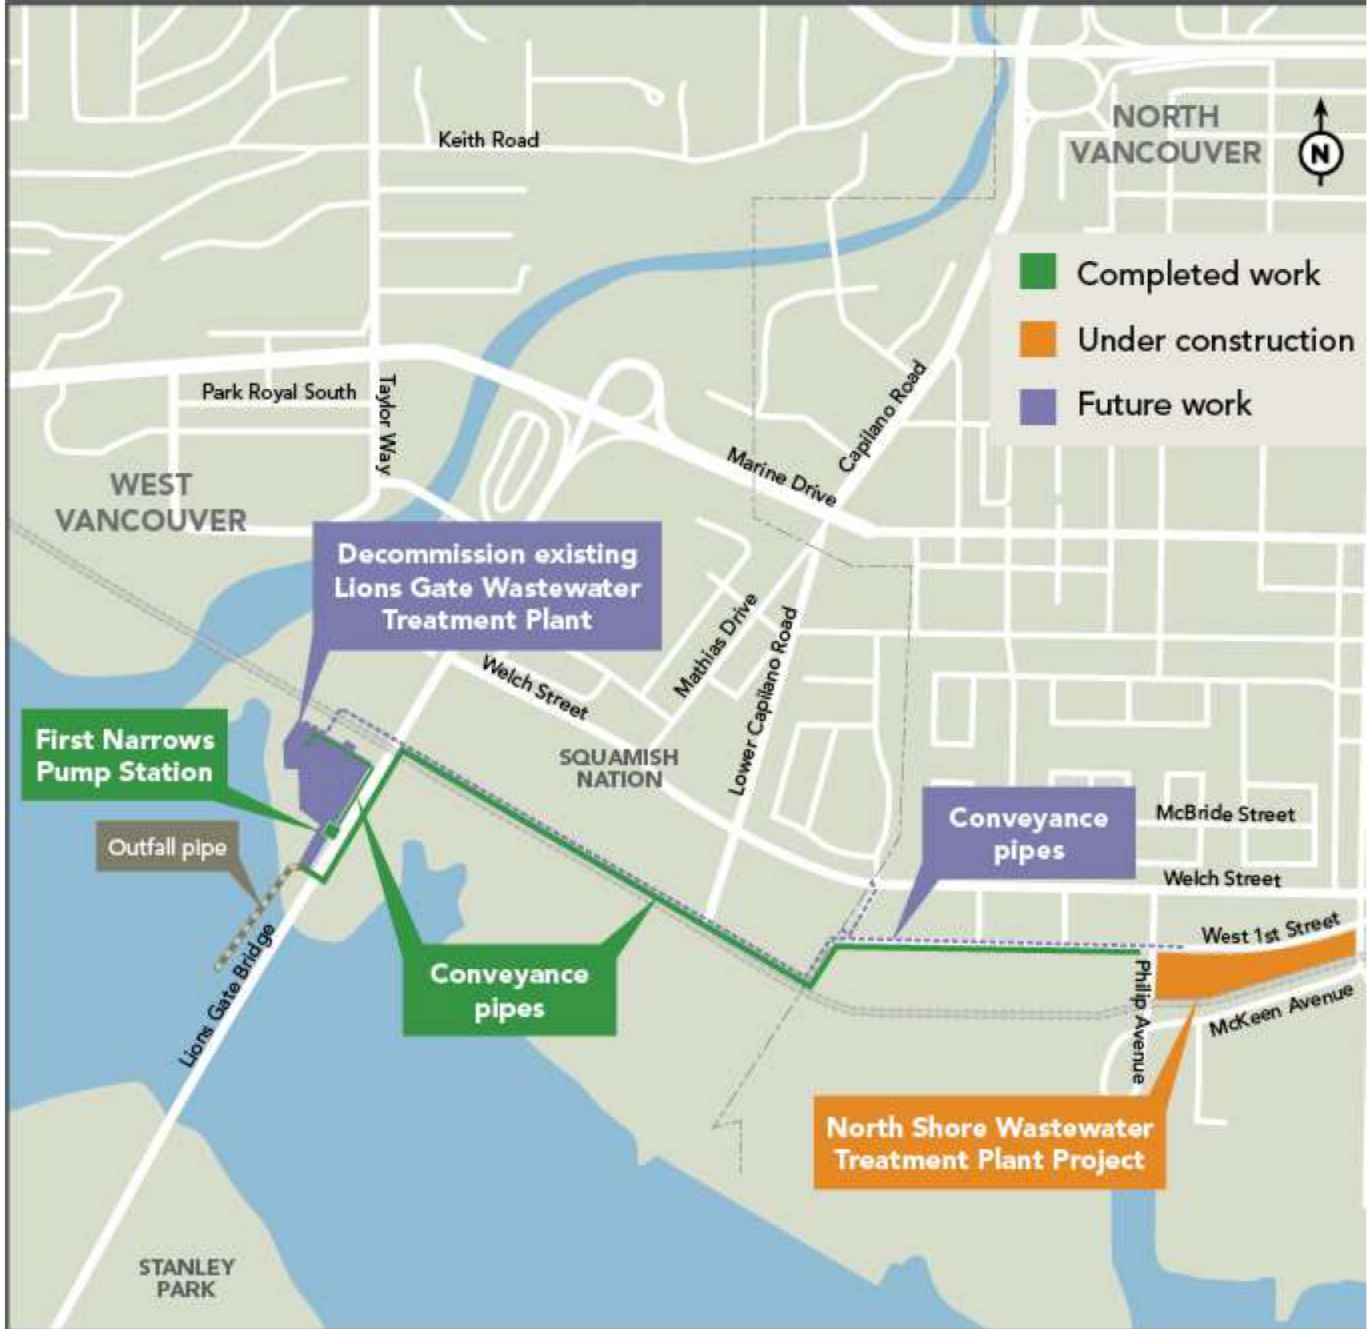 Keith Road
NORTH
VANCOUVER
N
Completed work
Under construction
Future work
Park Royal South
Taylor Way
Capilano Road
Marine Drive
WEST
VANCOUVER
Decommission existing
Lions Gate Wastewater
Treatment Plant
Mathias Drive
Lower Capilano Road
Welch Street
First Narrows
Pump Station
SQUAMISH
NATION
Outfall pipe
Conveyance
pipes
McBride Street
Welch Street
West 1st Street
Lions Gate Bridge
Conveyance
pipes
Philip Avenue
McKeen Avenue
North Shore Wastewater
Treatment Plant Project
STANLEY
PARK